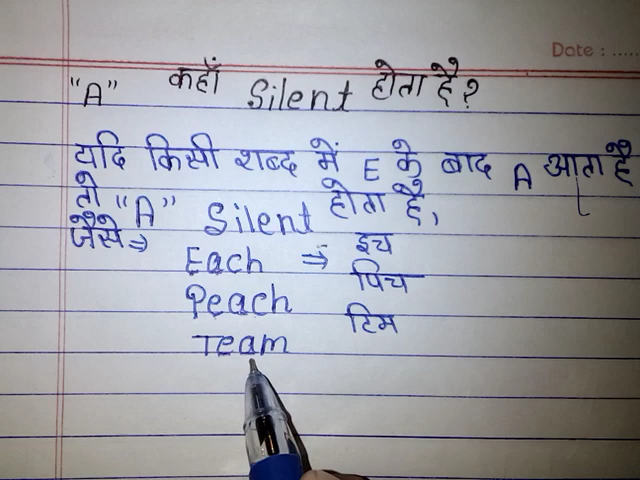 Date : .....
"A" कहाँ Silent होता है?
यदि किसी शब्द में E के बाद A आता है
तो "A" Silent होता है,
जैसे⇒ Each ⇒ इच
Peach पिच
Team टिम